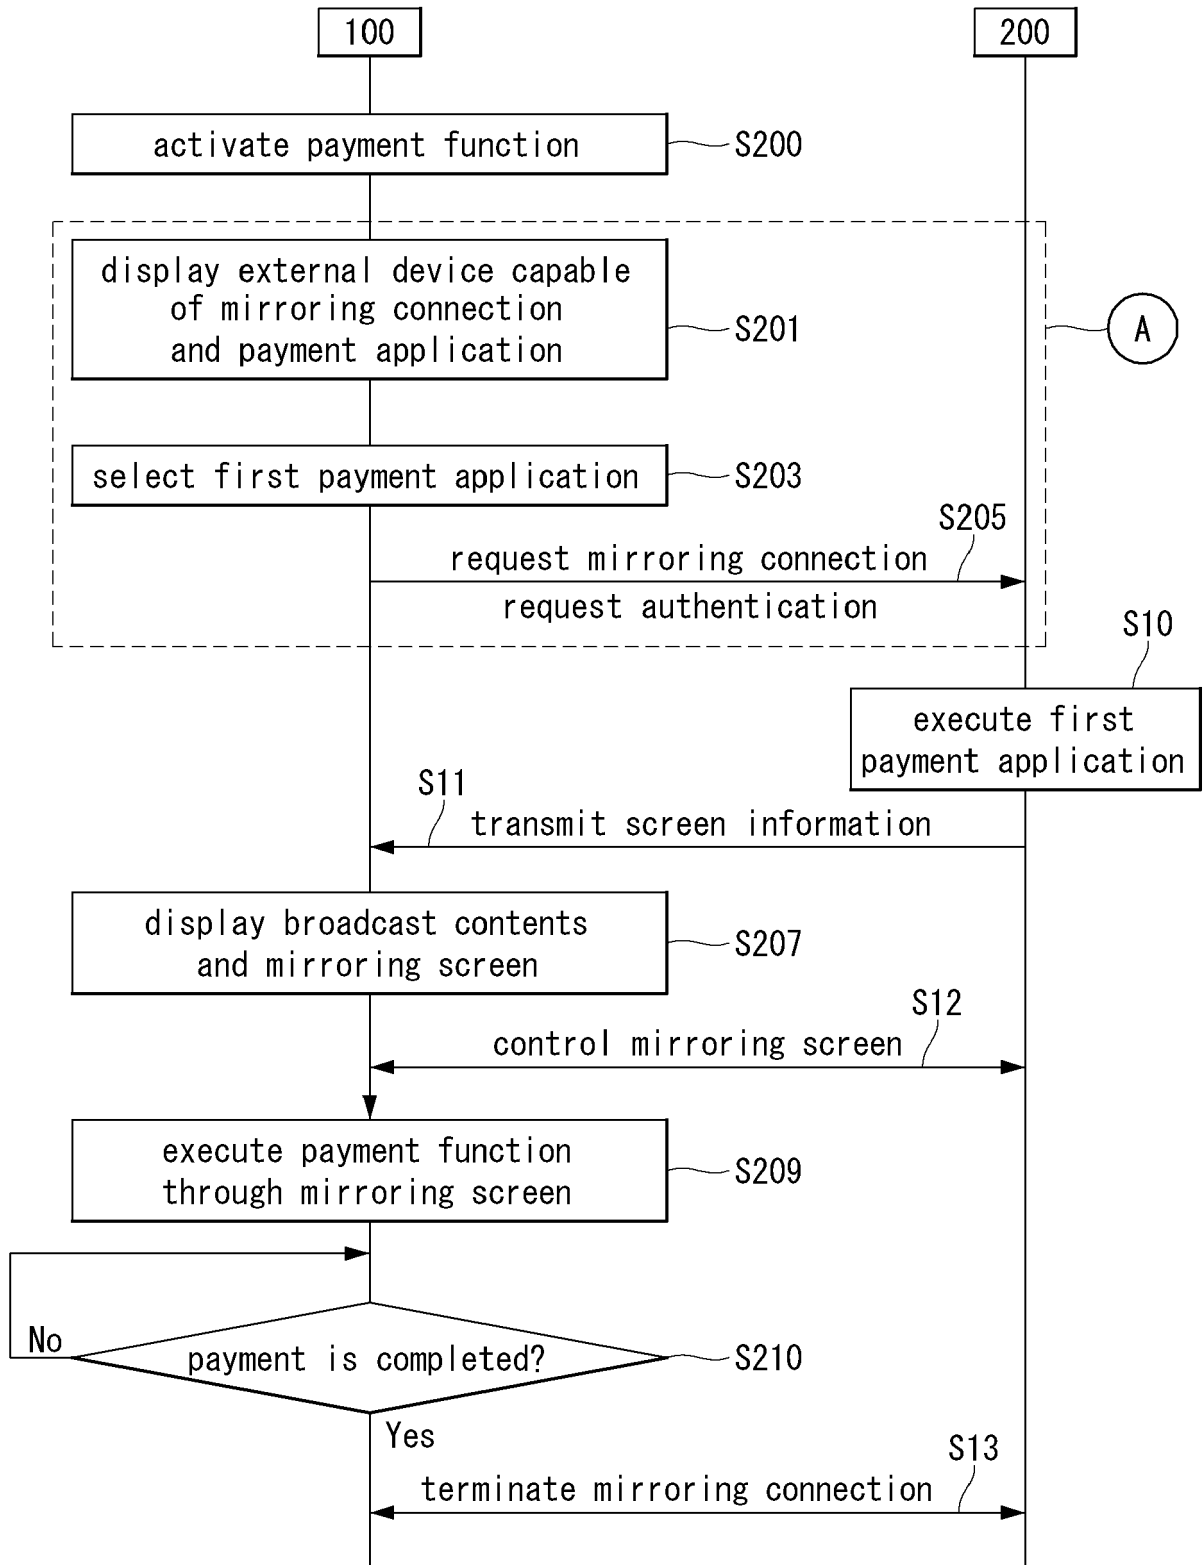 100
200
activate payment function
S200
display external device capable
of mirroring connection
and payment application
S201
A
select first payment application
S203
S205
request mirroring connection
request authentication
S10
execute first
payment application
S11
transmit screen information
display broadcast contents
and mirroring screen
S207
S12
control mirroring screen
execute payment function
through mirroring screen
S209
No
payment is completed?
S210
Yes
S13
terminate mirroring connection